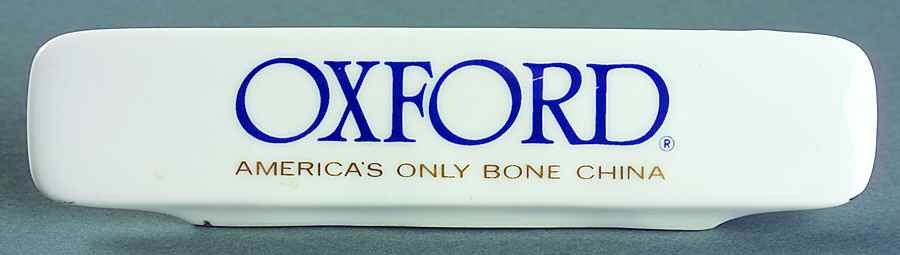 OXFORD®
AMERICA'S ONLY BONE CHINA